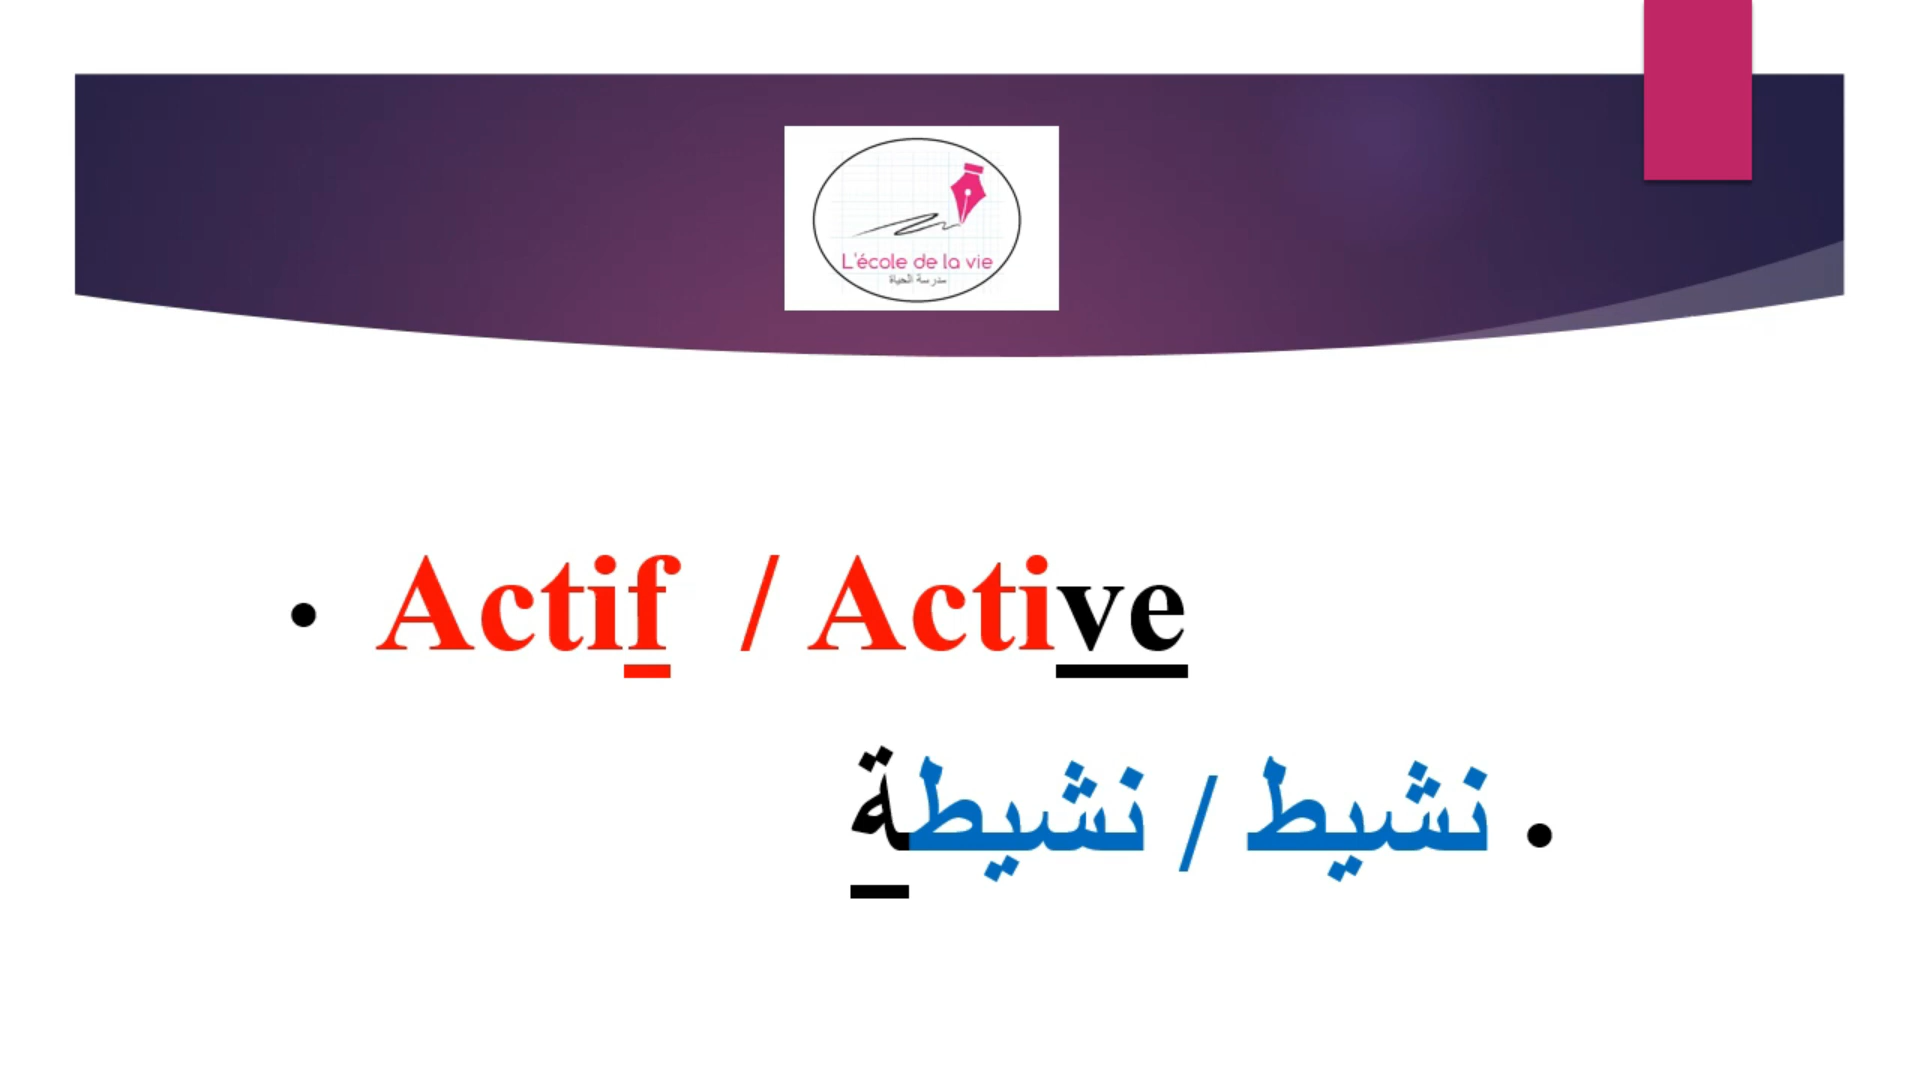 L'école de la vie
مدرسة الحياة
• Actif / Active
• نشيط / نشيطة